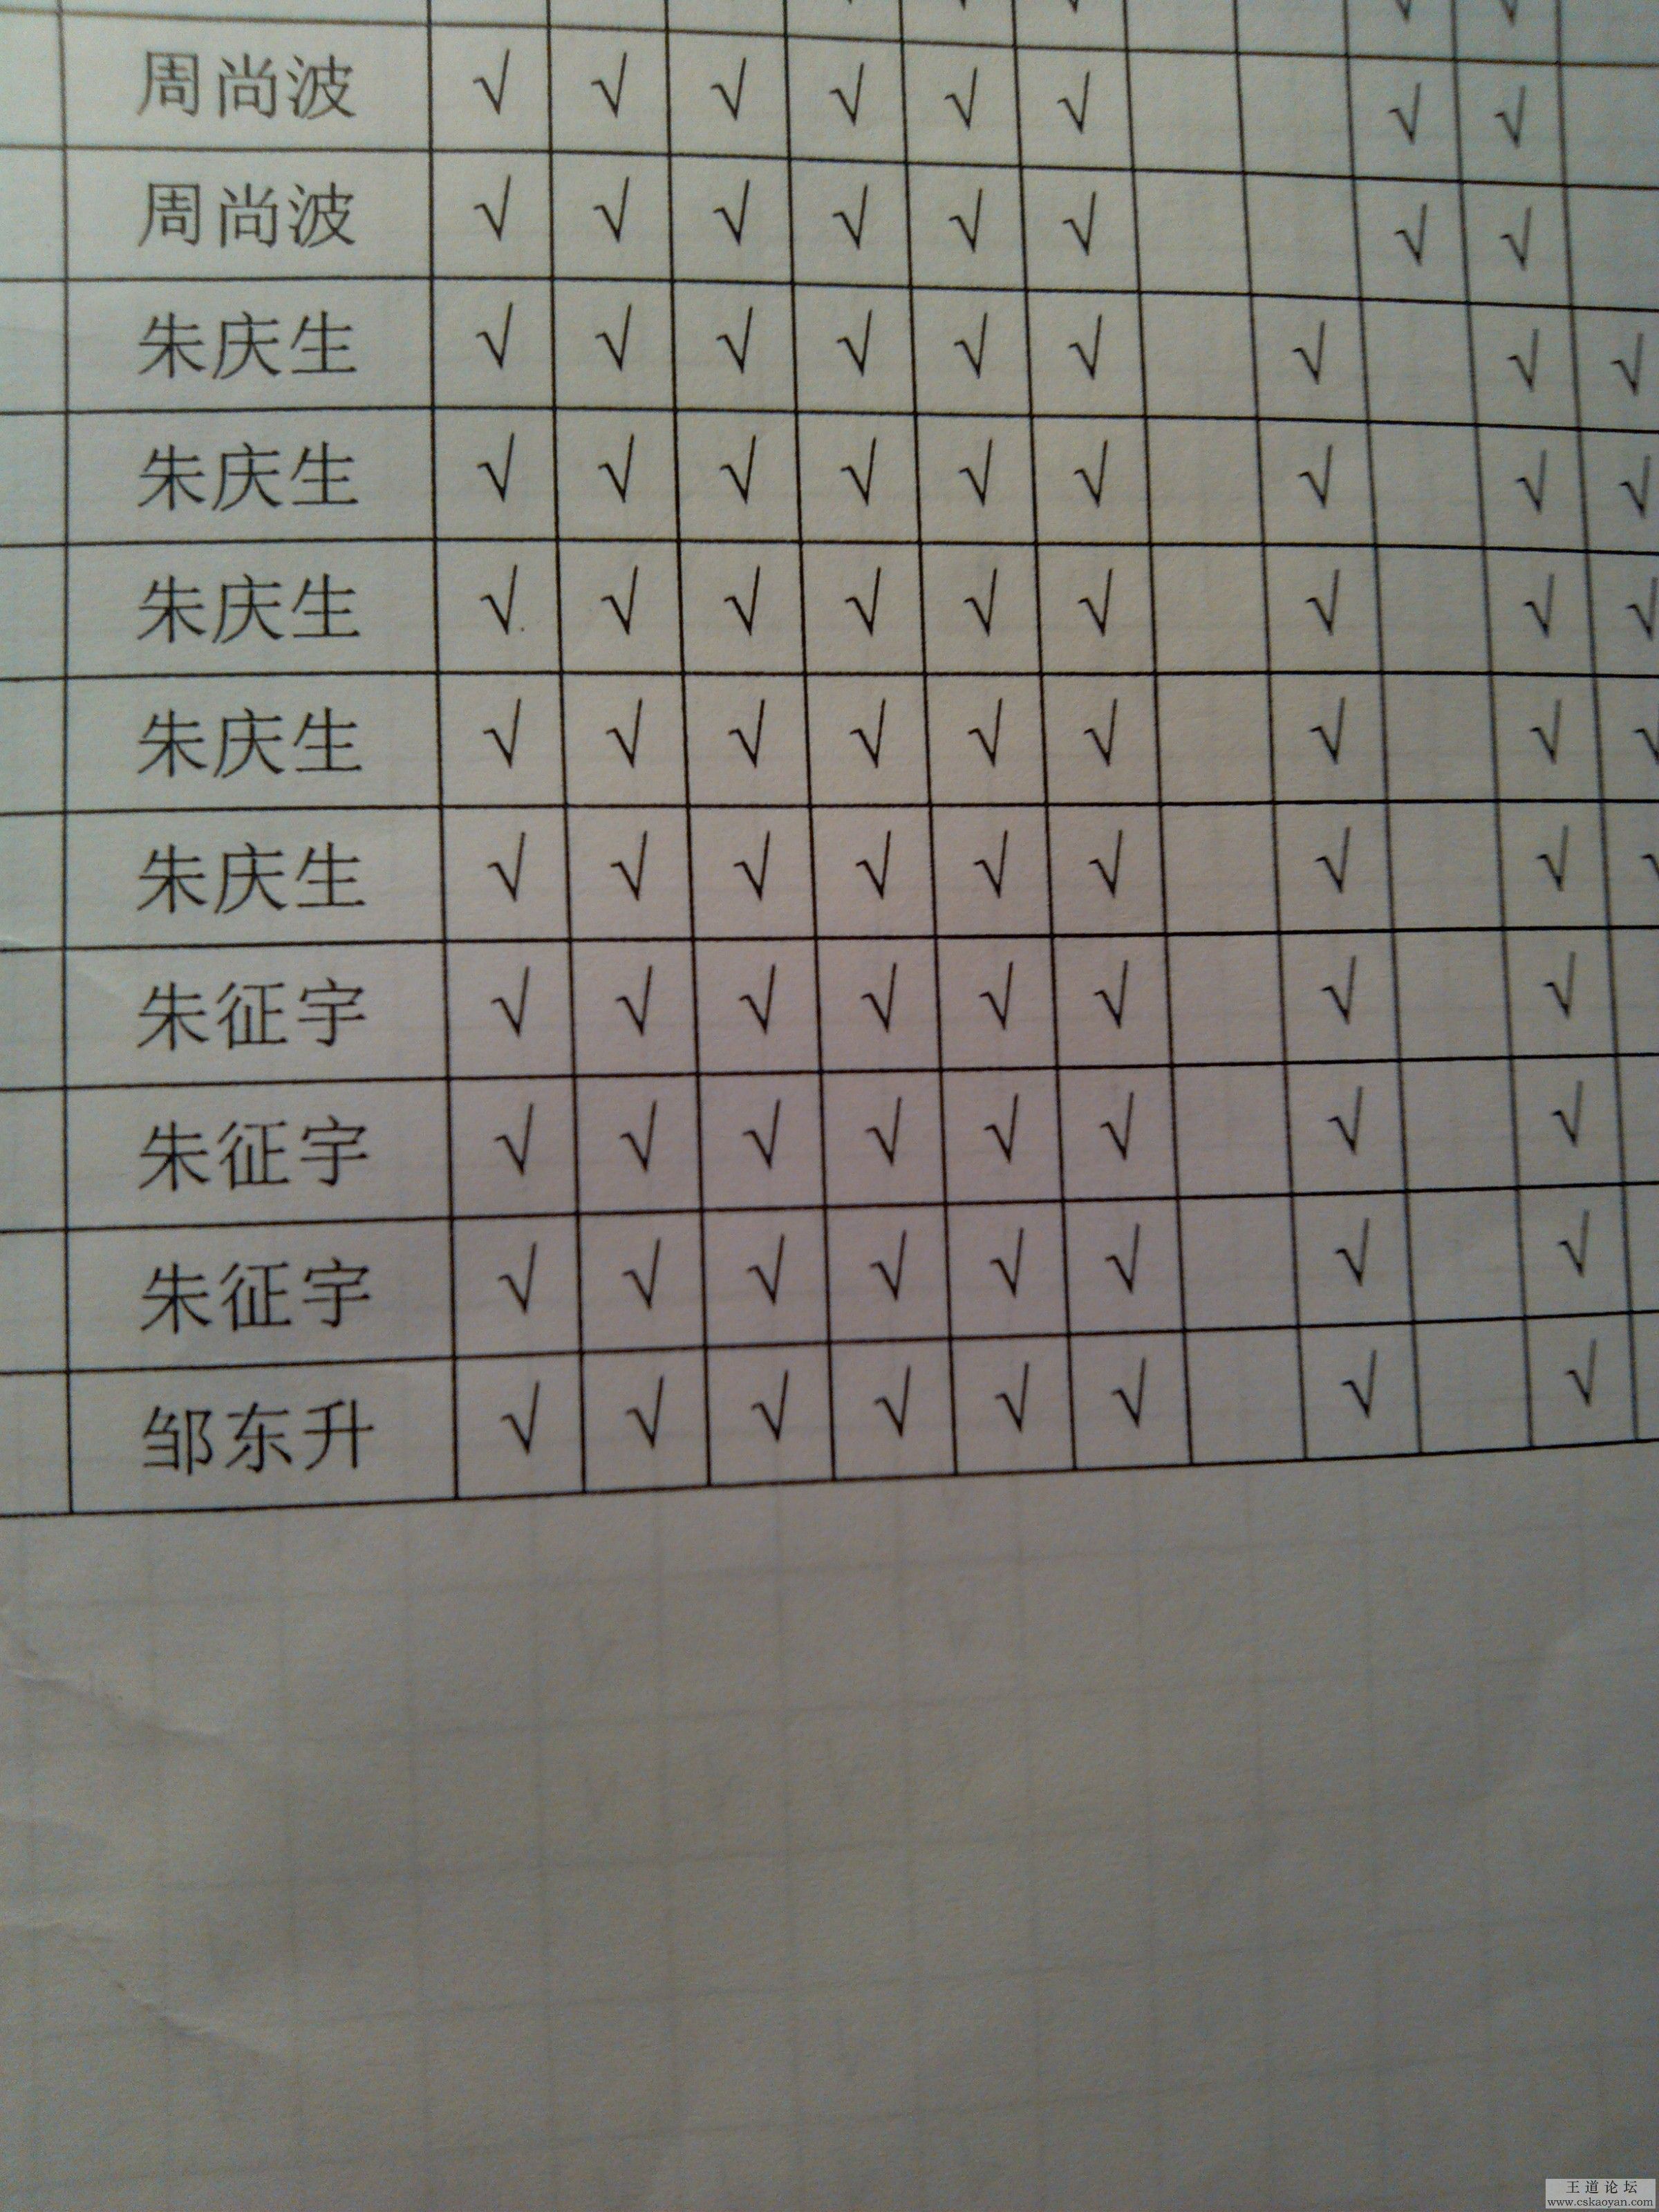 周尚波 √ √ √ √ √ √ √ √
周尚波 √ √ √ √ √ √ √ √
朱庆生 √ √ √ √ √ √ √ √ √
朱庆生 √ √ √ √ √ √ √ √ √
朱庆生 √ √ √ √ √ √ √ √ √
朱庆生 √ √ √ √ √ √ √ √ √
朱庆生 √ √ √ √ √ √ √ √ √
朱征宇 √ √ √ √ √ √ √ √
朱征宇 √ √ √ √ √ √ √ √
朱征宇 √ √ √ √ √ √ √ √
邹东升 √ √ √ √ √ √ √ √
王道论坛
www.cskaoyan.com